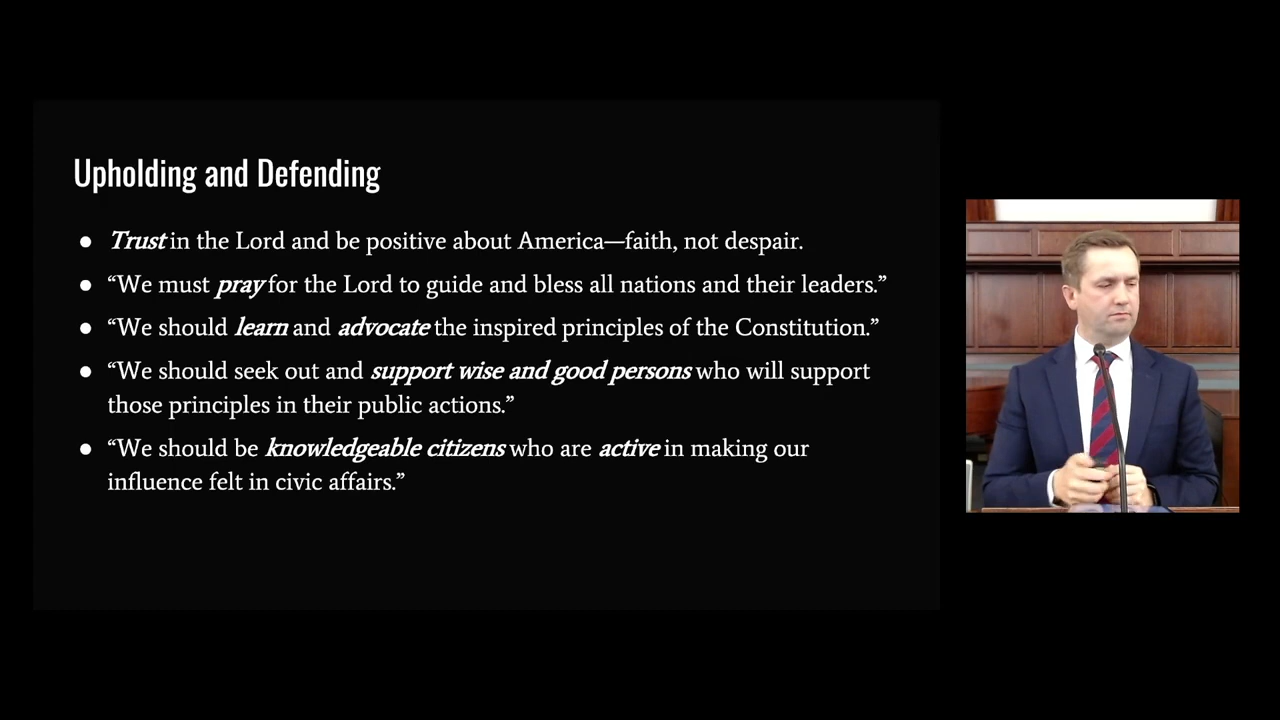 Upholding and Defending
● Trust in the Lord and be positive about America—faith, not despair.
● “We must pray for the Lord to guide and bless all nations and their leaders.”
● “We should learn and advocate the inspired principles of the Constitution.”
● “We should seek out and support wise and good persons who will support
those principles in their public actions.”
● “We should be knowledgeable citizens who are active in making our
influence felt in civic affairs.”